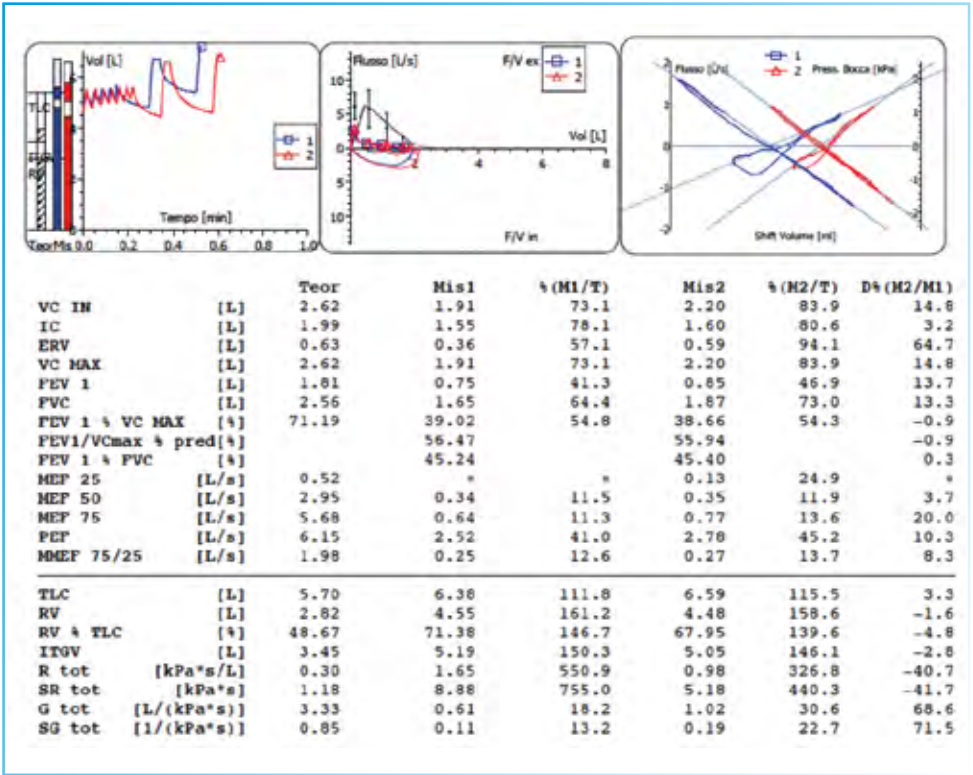 Vol [L]
TLC
RV
Teor Mis 0.0 0.2 0.4 0.6 0.8 1.0
Tempo [min]
1
2
Flusso [L/s]
F/V ex
1
2
10
5
0
5
10
Vol [L]
2 4 6 8
F/V in
1
2
Flusso [L/s]
Press. Bocca [kPa]
Shift Volume [ml]
Teor Mis1 %(M1/T) Mis2 %(M2/T) D%(M2/M1)
VC IN [L] 2.62 1.91 73.1 2.20 83.9 14.8
IC [L] 1.99 1.55 78.1 1.60 80.6 3.2
ERV [L] 0.63 0.36 57.1 0.59 94.1 64.7
VC MAX [L] 2.62 1.91 73.1 2.20 83.9 14.8
FEV 1 [L] 1.81 0.75 41.3 0.85 46.9 13.7
FVC [L] 2.56 1.65 64.4 1.87 73.0 13.3
FEV 1 % VC MAX [%] 71.19 39.02 54.8 38.66 54.3 -0.9
FEV1/VCmax % pred[%] 56.47 55.94 -0.9
FEV 1 % FVC [%] 45.24 45.40 0.3
MEF 25 [L/s] 0.52 * * 0.13 24.9 *
MEF 50 [L/s] 2.95 0.34 11.5 0.35 11.9 3.7
MEF 75 [L/s] 5.68 0.64 11.3 0.77 13.6 20.0
PEF [L/s] 6.15 2.52 41.0 2.78 45.2 10.3
MMEF 75/25 [L/s] 1.98 0.25 12.6 0.27 13.7 8.3
TLC [L] 5.70 6.38 111.8 6.59 115.5 3.3
RV [L] 2.82 4.55 161.2 4.48 158.6 -1.6
RV % TLC [%] 48.67 71.38 146.7 67.95 139.6 -4.8
ITGV [L] 3.45 5.19 150.3 5.05 146.1 -2.8
R tot [kPa*s/L] 0.30 1.65 550.9 0.98 326.8 -40.7
SR tot [kPa*s] 1.18 8.88 755.0 5.18 440.3 -41.7
G tot [L/(kPa*s)] 3.33 0.61 18.2 1.02 30.6 68.6
SG tot [1/(kPa*s)] 0.85 0.11 13.2 0.19 22.7 71.5